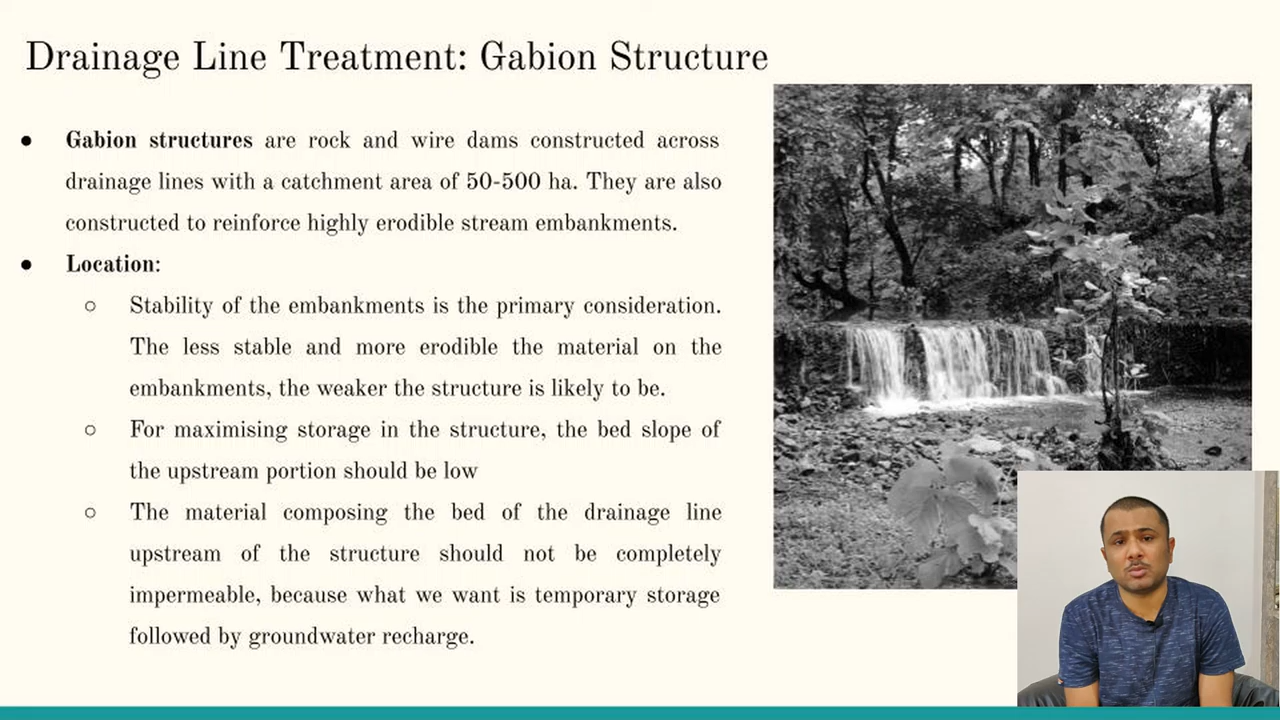 Drainage Line Treatment: Gabion Structure
● Gabion structures are rock and wire dams constructed across
drainage lines with a catchment area of 50-500 ha. They are also
constructed to reinforce highly erodible stream embankments.
● Location:
○ Stability of the embankments is the primary consideration.
The less stable and more erodible the material on the
embankments, the weaker the structure is likely to be.
○ For maximising storage in the structure, the bed slope of
the upstream portion should be low
○ The material composing the bed of the drainage line
upstream of the structure should not be completely
impermeable, because what we want is temporary storage
followed by groundwater recharge.